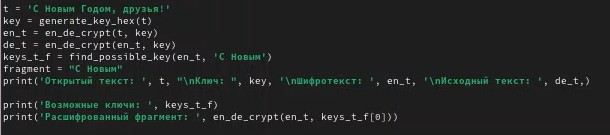 t = 'С Новым Годом, друзья!'
key = generate_key_hex(t)
en_t = en_de_crypt(t, key)
de_t = en_de_crypt(en_t, key)
keys_t_f = find_possible_key(en_t, 'С Новым')
fragment = "С Новым"
print('Открытый текст: ', t, "\nКлюч: ", key, '\nШифротекст: ', en_t, '\nИсходный текст: ', de_t,)
print('Возможные ключи: ', keys_t_f)
print('Расшифрованный фрагмент: ', en_de_crypt(en_t, keys_t_f[0]))